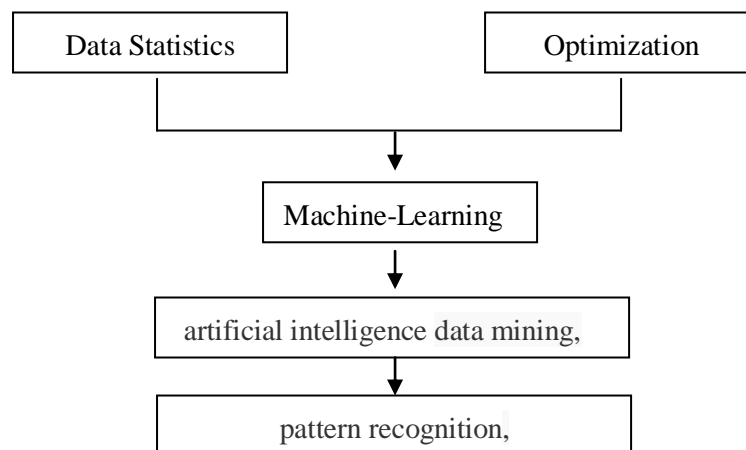 Data Statistics
Optimization
Machine-Learning
artificial intelligence data mining,
pattern recognition,